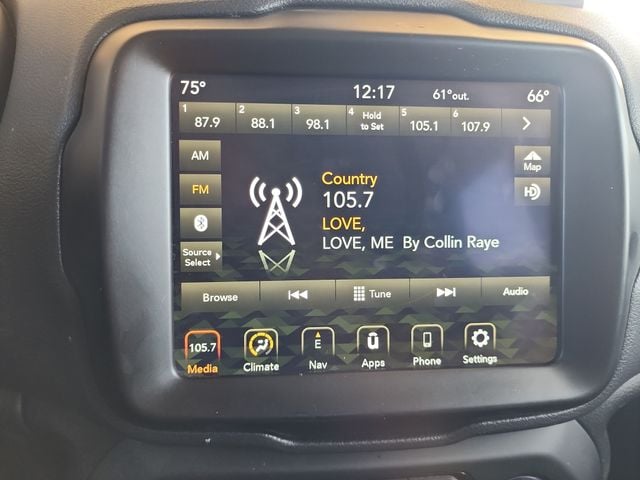 75° 12:17 61°out. 66°
1 87.9 2 88.1 3 98.1 4 Hold to Set 5 105.1 6 107.9
AM
Map
FM
Country
105.7
LOVE,
LOVE, ME By Collin Raye
Source
Select
Browse Tune Audio
105.7 E
Media Climate Nav Apps Phone Settings